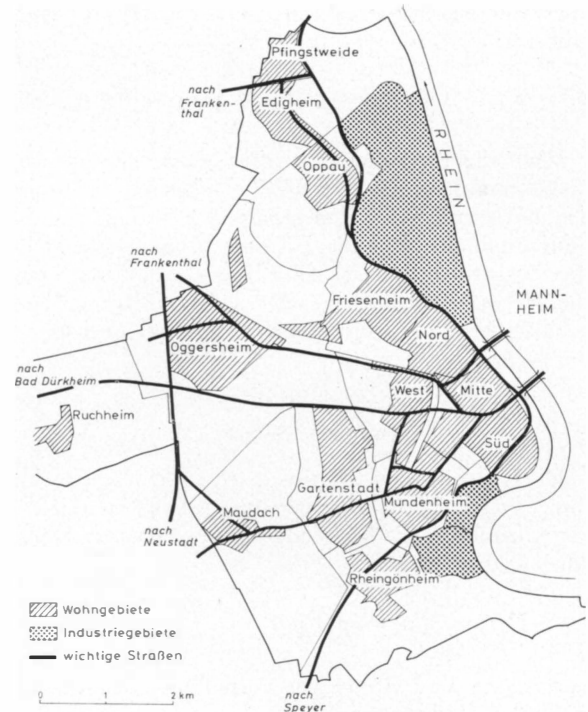 Pfingstweide
nach
Franken-
thal
Edigheim
Oppau
RHEIN
nach
Frankenthal
Friesenheim
MANN-
HEIM
Nord
Oggersheim
nach
Bad Dürkheim
West
Mitte
Ruchheim
Süd
Gartenstadt
Mundenheim
Maudach
nach
Neustadt
Rheingönheim
Wohngebiete
Industriegebiete
wichtige Straßen
0 1 2 km
nach
Speyer